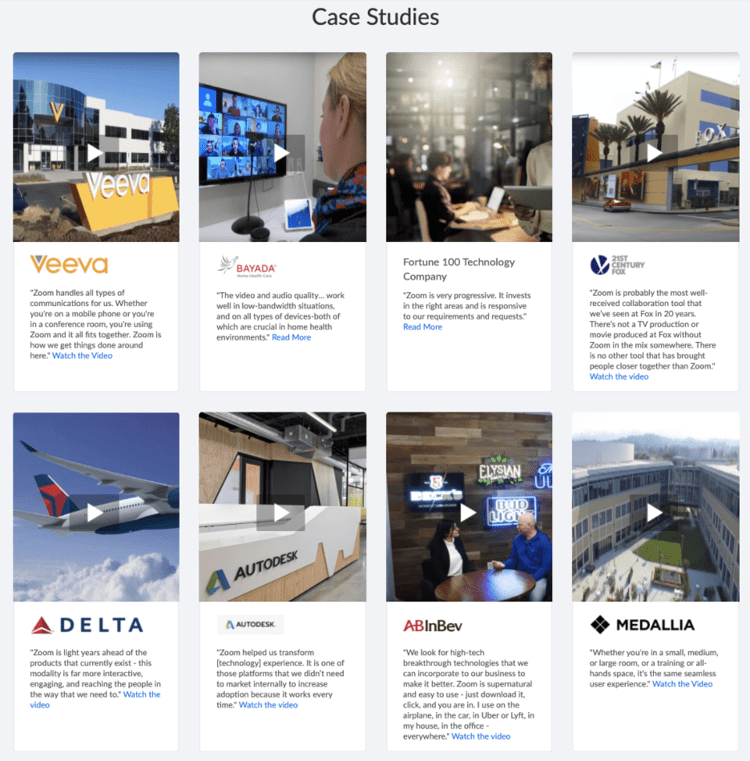 Case Studies
Veeva
Veeva
"Zoom handles all types of
communications for us. Whether
you're on a mobile phone or you're
in a conference room, you're using
Zoom and it all fits together. Zoom
is how we get things done around
here." Watch the Video
BAYADA
Home Health Care
"The video and audio quality... work
well in low-bandwidth situations,
and on all types of devices-both of
which are crucial in home health
environments." Read More
Fortune 100 Technology
Company
"Zoom is very progressive. It invests
in the right areas and is responsive
to our requirements and requests."
Read More
FOX
21ST
CENTURY
FOX
"Zoom is probably the most well-
received collaboration tool that
we've seen at Fox in 20 years.
There's not a TV production or
movie produced at Fox without
Zoom in the mix somewhere. There
is no other tool that has brought
people closer together than Zoom."
Watch the video
DELTA
"Zoom is light years ahead of the
products that currently exist - this
modality is far more interactive,
engaging, and reaching the people in
the way that we need to." Watch the
video
AUTODESK
AUTODESK
"Zoom helped us transform
[technology] experience. It is one of
those platforms that we didn't need
to market internally to increase
adoption because it works every
time." Watch the video
ELYSIAN
BECK'S
BUD
LIGHT
ABInBev
"We look for high-tech
breakthrough technologies that we
can incorporate to our business to
make it better. Zoom is supernatural
and easy to use - just download it,
click, and you are in. I use on the
airplane, in the car, in Uber or Lyft, in
my house, in the office -
everywhere." Watch the video
MEDALLIA
"Whether you're in a small, medium,
or large room, or a training or all-
hands space, it's the same seamless
user experience." Watch the Video